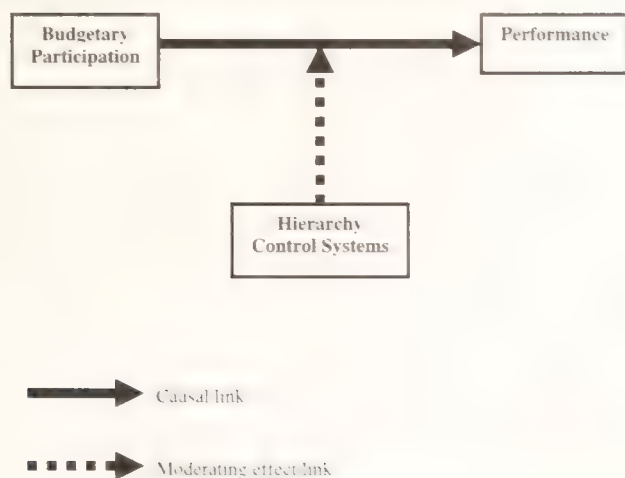 Budgetary
Participation
Performance
Hierarchy
Control Systems
Causal link
Moderating effect link